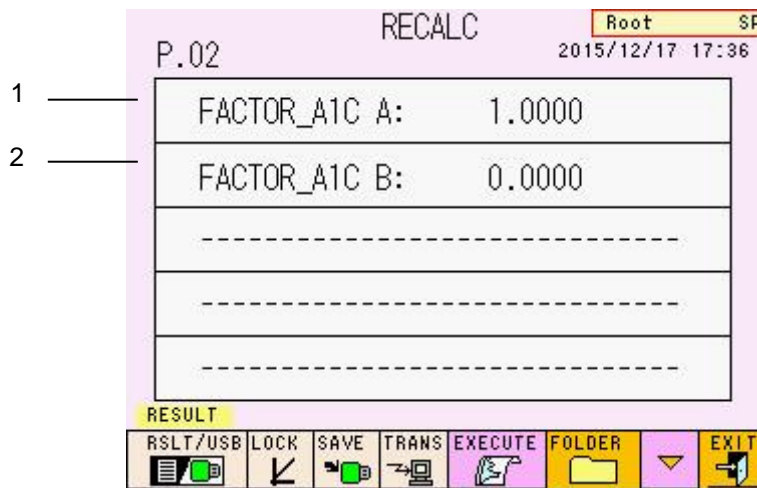 RECALC
Root SP
P.02
2015/12/17 17:36
1
FACTOR_A1C A: 1.0000
2
FACTOR_A1C B: 0.0000
--------------------------------
--------------------------------
--------------------------------
RESULT
RSLT/USB LOCK SAVE TRANS EXECUTE FOLDER EXIT